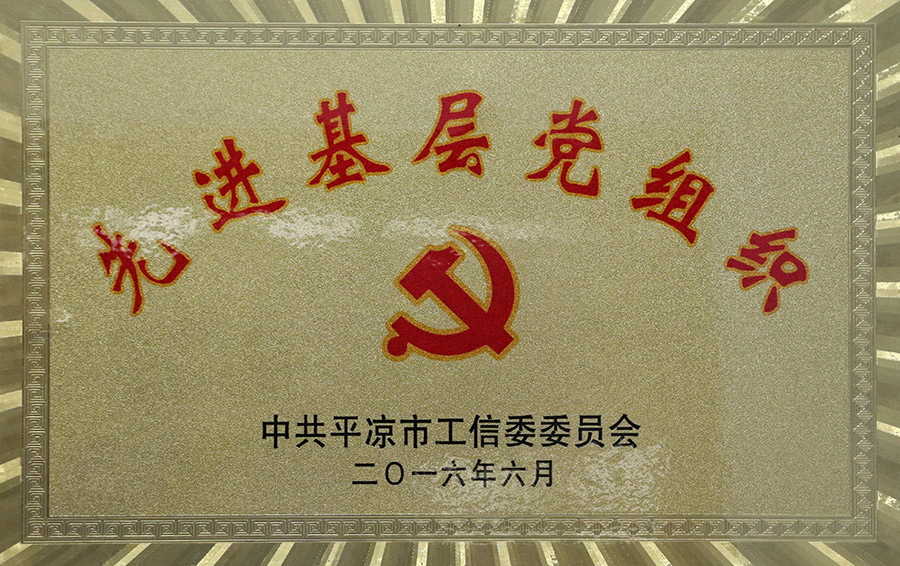 先进基层党组织
中共平凉市工信委委员会
二〇一六年六月